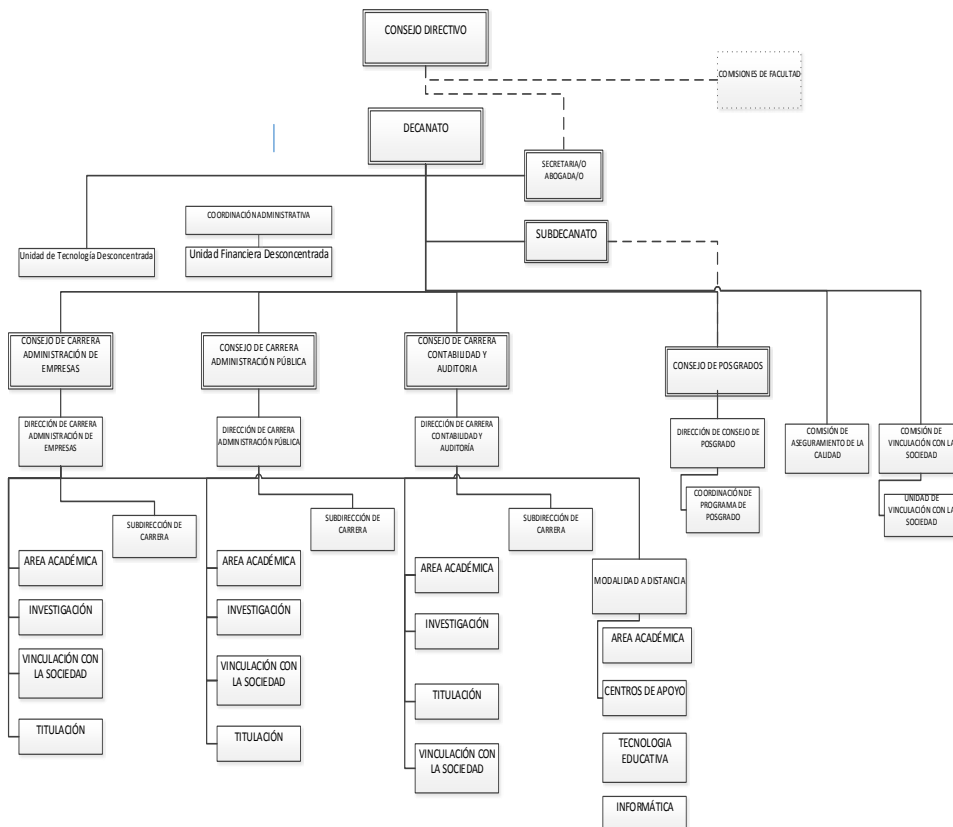 CONSEJO DIRECTIVO
COMISIONES DE FACULTAD
DECANATO
SECRETARIA/O
ABOGADA/O
COORDINACIÓN ADMINISTRATIVA
SUBDECANATO
Unidad de Tecnología Desconcentrada
Unidad Financiera Desconcentrada
CONSEJO DE CARRERA
ADMINISTRACIÓN DE
EMPRESAS
CONSEJO DE CARRERA
ADMINISTRACIÓN PÚBLICA
CONSEJO DE CARRERA
CONTABILIDAD Y
AUDITORIA
CONSEJO DE POSGRADOS
DIRECCIÓN DE CARRERA
ADMINISTRACIÓN DE
EMPRESAS
DIRECCIÓN DE CARRERA
ADMINISTRACIÓN PÚBLICA
DIRECCIÓN DE CARRERA
CONTABILIDAD Y
AUDITORÍA
DIRECCIÓN DE CONSEJO DE
POSGRADO
COMISIÓN DE
ASEGURAMIENTO DE LA
CALIDAD
COMISIÓN DE
VINCULACIÓN CON LA
SOCIEDAD
COORDINACIÓN DE
PROGRAMA DE
POSGRADO
UNIDAD DE
VINCULACIÓN CON LA
SOCIEDAD
SUBDIRECCIÓN DE
CARRERA
SUBDIRECCIÓN DE
CARRERA
SUBDIRECCIÓN DE
CARRERA
AREA ACADÉMICA
INVESTIGACIÓN
VINCULACIÓN CON
LA SOCIEDAD
TITULACIÓN
AREA ACADÉMICA
INVESTIGACIÓN
VINCULACIÓN CON
LA SOCIEDAD
TITULACIÓN
AREA ACADÉMICA
INVESTIGACIÓN
TITULACIÓN
VINCULACIÓN CON
LA SOCIEDAD
MODALIDAD A DISTANCIA
AREA ACADÉMICA
CENTROS DE APOYO
TECNOLOGIA
EDUCATIVA
INFORMÁTICA